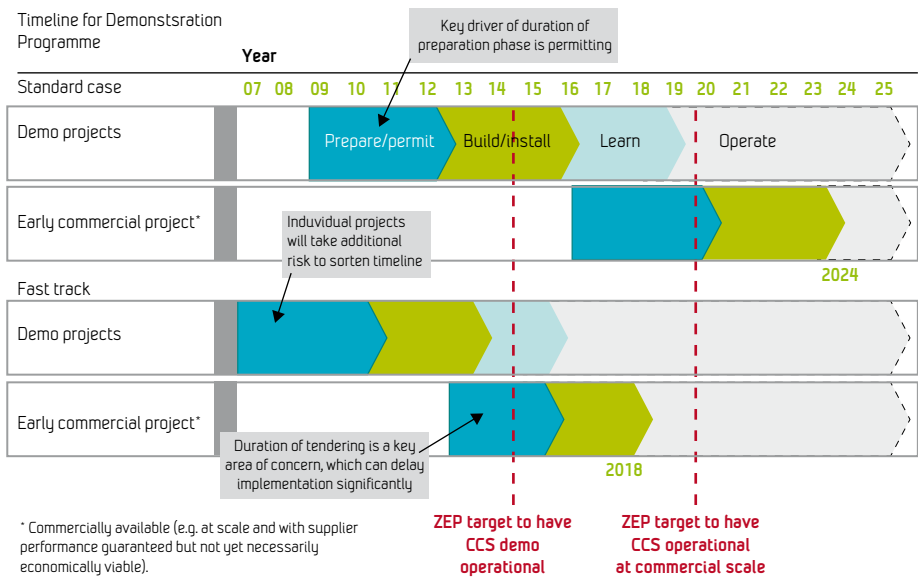 Timeline for Demonstsration
Programme
Key driver of duration of
preparation phase is permitting
Year
Standard case
07 08 09 10 11 12 13 14 15 16 17 18 19 20 21 22 23 24 25
Demo projects
Prepare/permit
Build/install
Learn
Operate
Early commercial project*
Induvidual projects
will take additional
risk to sorten timeline
2024
Fast track
Demo projects
Early commercial project*
Duration of tendering is a key
area of concern, which can delay
implementation significantly
2018
* Commercially available (e.g. at scale and with supplier
performance guaranteed but not yet necessarily
economically viable).
ZEP target to have
CCS demo
operational
ZEP target to have
CCS operational
at commercial scale